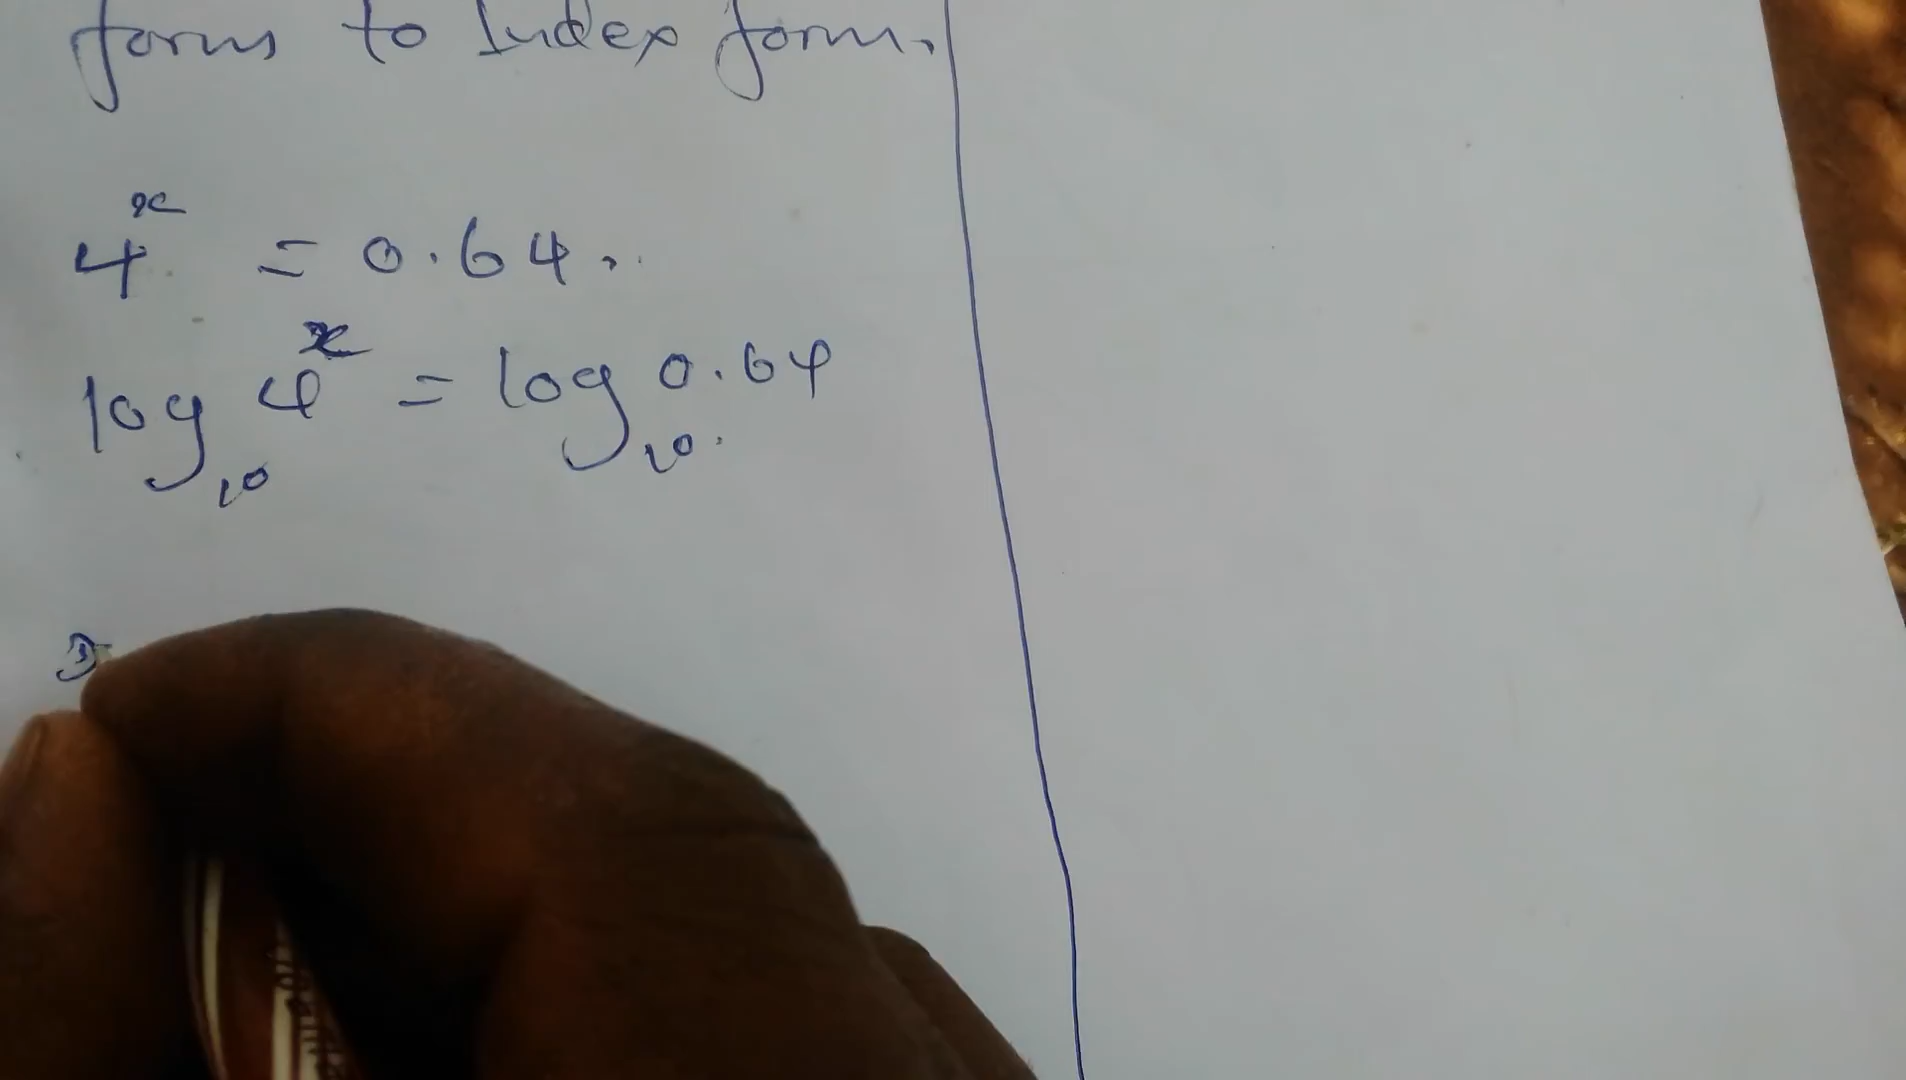 form to Index form.
4^x = 0.64.
log₁₀ 4^x = log₁₀ 0.64